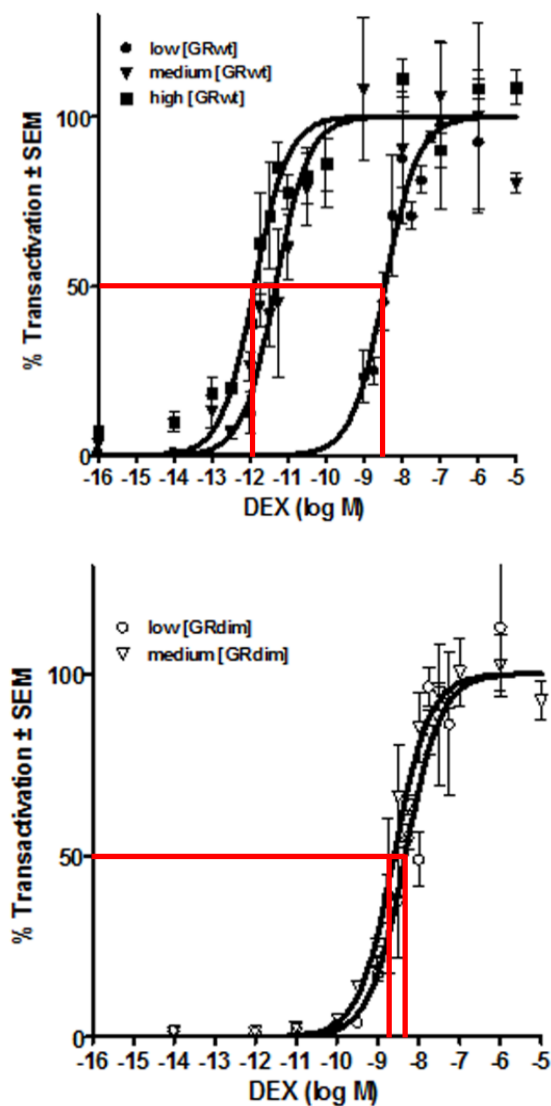 low [GRwt]
medium [GRwt]
high [GRwt]
% Transactivation ± SEM
100
50
0
-16 -15 -14 -13 -12 -11 -10 -9 -8 -7 -6 -5
DEX (log M)
low [GRdim]
medium [GRdim]
% Transactivation ± SEM
100
50
0
-16 -15 -14 -13 -12 -11 -10 -9 -8 -7 -6 -5
DEX (log M)